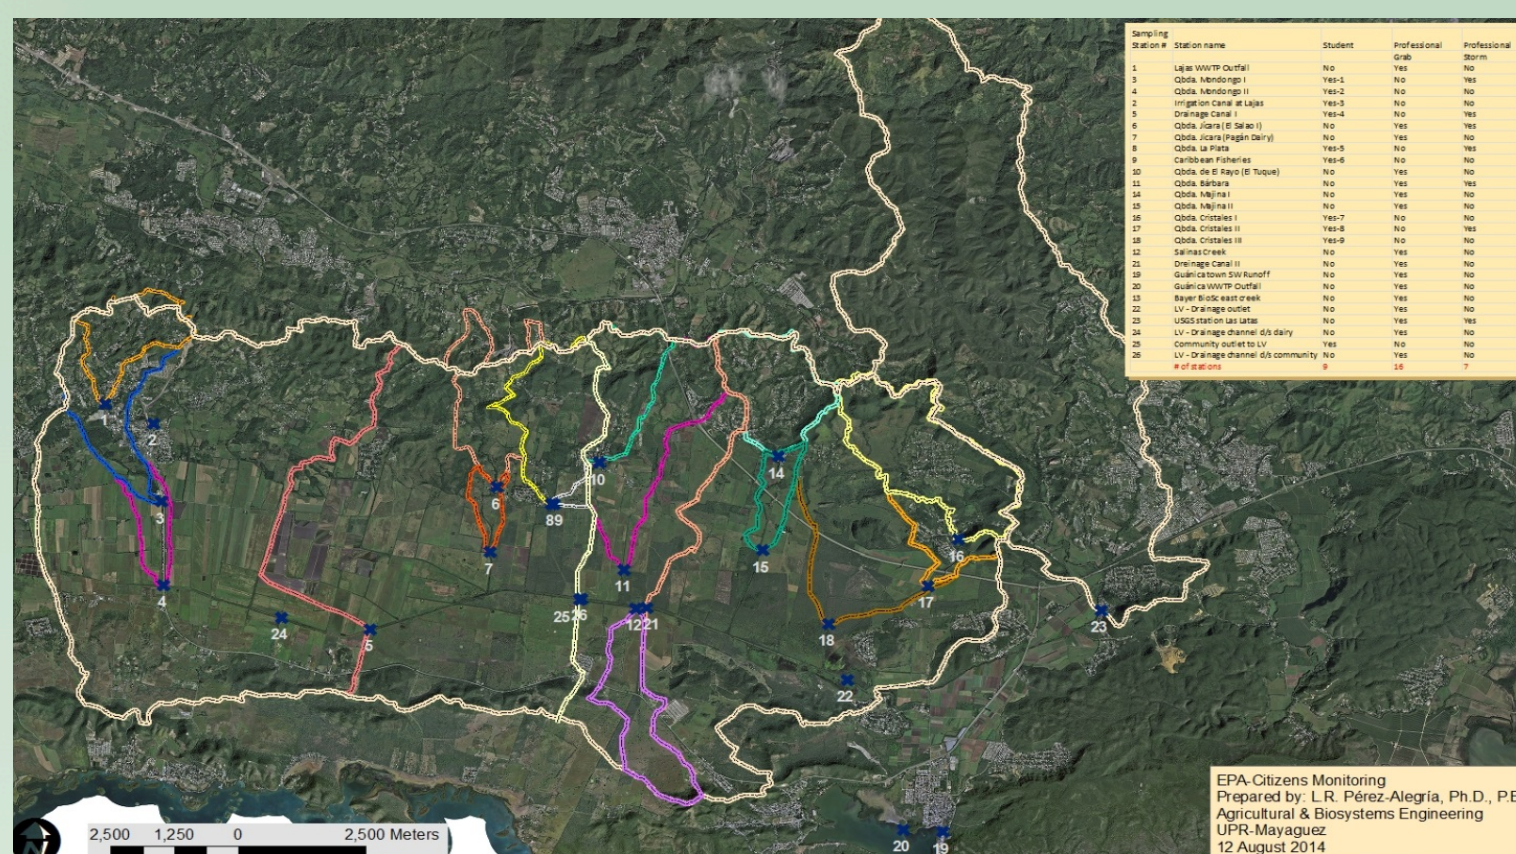 Sampling
Station # Station name Student Professional Professional
Grab Storm
1 Lajas WWTP Outfall No Yes No
3 Qbda. Mondongo I Yes-1 No Yes
4 Qbda. Mondongo II Yes-2 No No
2 Irrigation Canal at Lajas Yes-3 No No
5 Drainage Canal I Yes-4 No Yes
6 Qbda. Jicara (El Salao I) No Yes Yes
7 Qbda. Jicara (Pagán Dairy) No Yes No
8 Qbda. La Plata Yes-5 No Yes
9 Caribbean Fisheries Yes-6 No No
10 Qbda. de El Rayo (El Tuque) No Yes No
11 Qbda. Bárbara No Yes Yes
14 Qbda. Majina I No Yes No
15 Qbda. Majina II No Yes No
16 Qbda. Cristales I Yes-7 No No
17 Qbda. Cristales II Yes-8 No Yes
18 Qbda. Cristales III Yes-9 No No
12 Salinas Creek No Yes No
21 Dreinage Canal II No Yes No
19 Guánica town SW Runoff No Yes No
20 Guánica WWTP Outfall No Yes No
13 Bayer BioSc east creek No Yes No
22 LV - Drainage outlet No Yes No
23 USGS station Las Latas No Yes Yes
24 LV - Drainage channel d/s dairy No Yes No
25 Community outlet to LV Yes No No
26 LV - Drainage channel d/s community No Yes No
# of stations 9 16 7
1
2
3
4
24
5
6
7
89
10
11
25 26
12 21
14
15
16
17
18
22
23
20
19
EPA-Citizens Monitoring
Prepared by: L.R. Pérez-Alegría, Ph.D., P.E
Agricultural & Biosystems Engineering
UPR-Mayaguez
12 August 2014
N
2,500 1,250 0 2,500 Meters